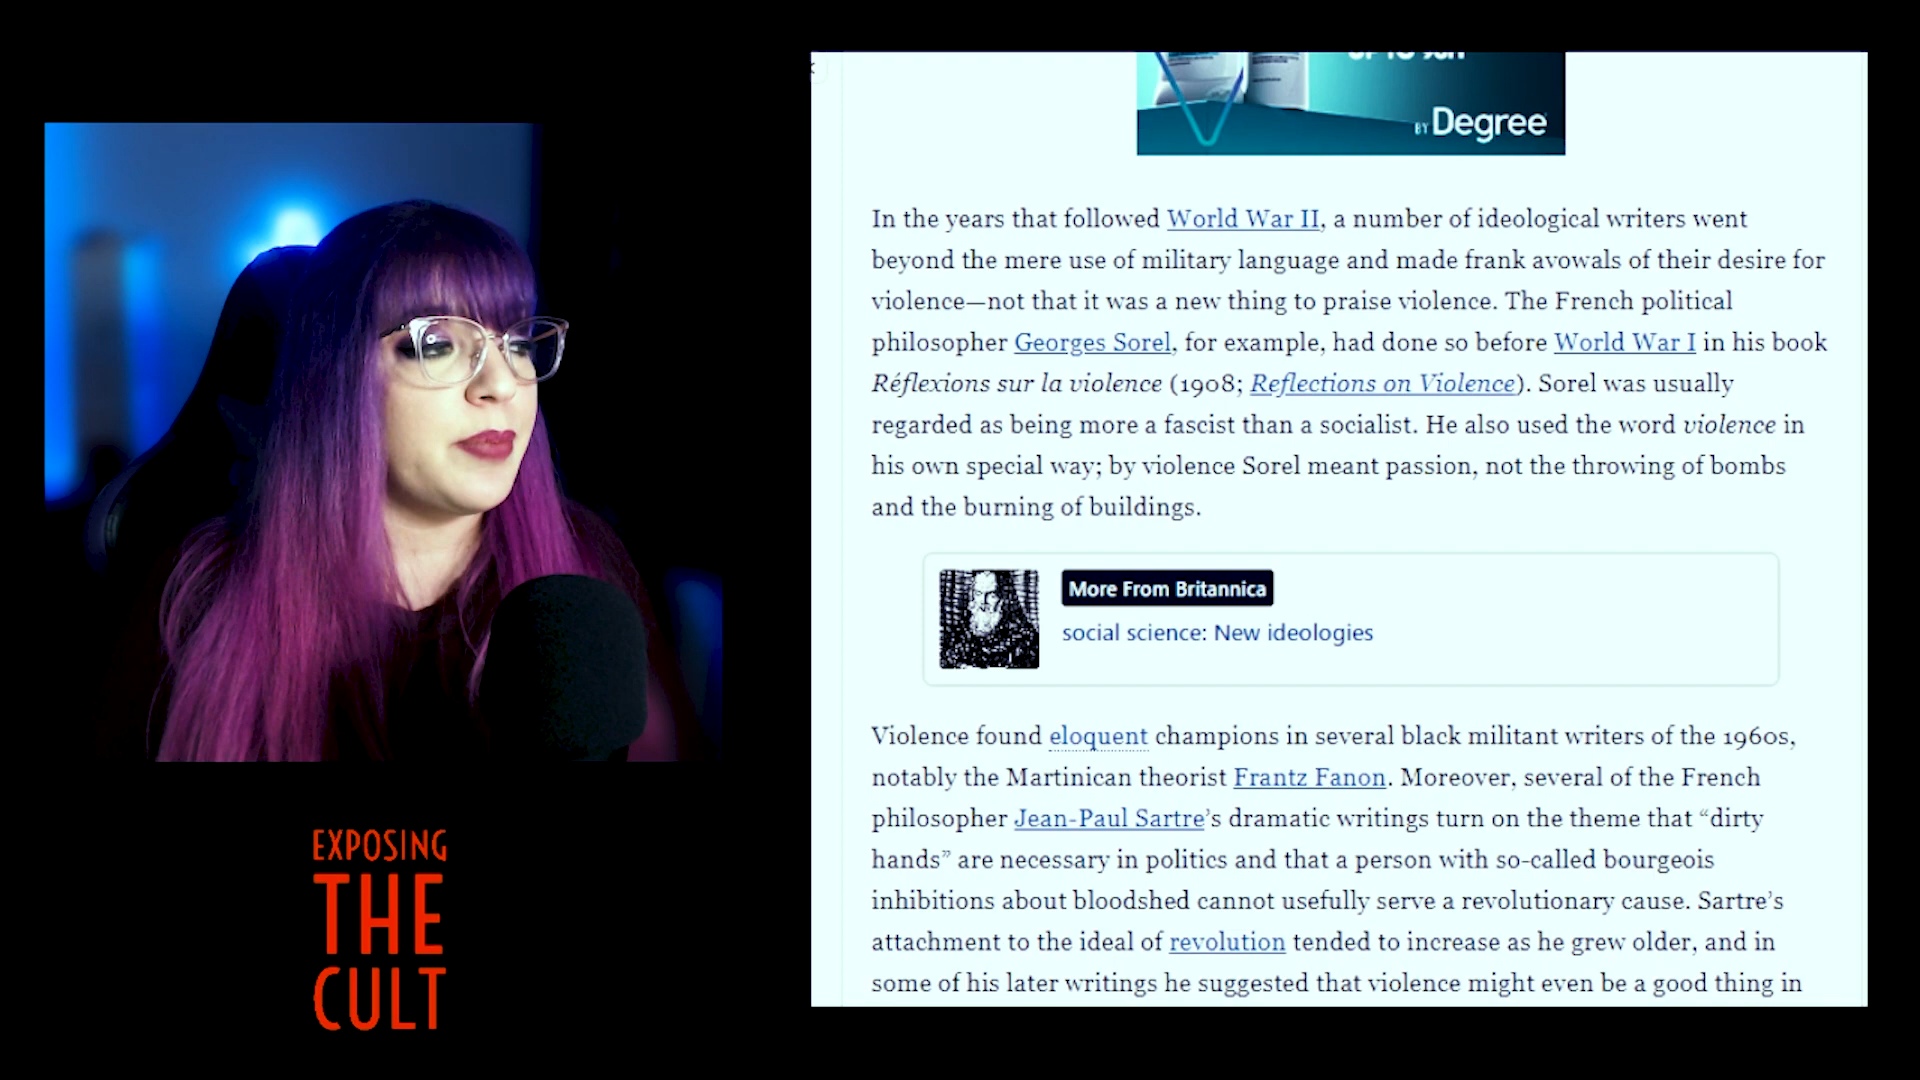 BY Degree
In the years that followed World War II, a number of ideological writers went
beyond the mere use of military language and made frank avowals of their desire for
violence—not that it was a new thing to praise violence. The French political
philosopher Georges Sorel, for example, had done so before World War I in his book
Réflexions sur la violence (1908; Reflections on Violence). Sorel was usually
regarded as being more a fascist than a socialist. He also used the word violence in
his own special way; by violence Sorel meant passion, not the throwing of bombs
and the burning of buildings.
More From Britannica
social science: New ideologies
Violence found eloquent champions in several black militant writers of the 1960s,
notably the Martinican theorist Frantz Fanon. Moreover, several of the French
philosopher Jean-Paul Sartre’s dramatic writings turn on the theme that “dirty
hands” are necessary in politics and that a person with so-called bourgeois
inhibitions about bloodshed cannot usefully serve a revolutionary cause. Sartre’s
attachment to the ideal of revolution tended to increase as he grew older, and in
some of his later writings he suggested that violence might even be a good thing in
EXPOSING
THE
CULT